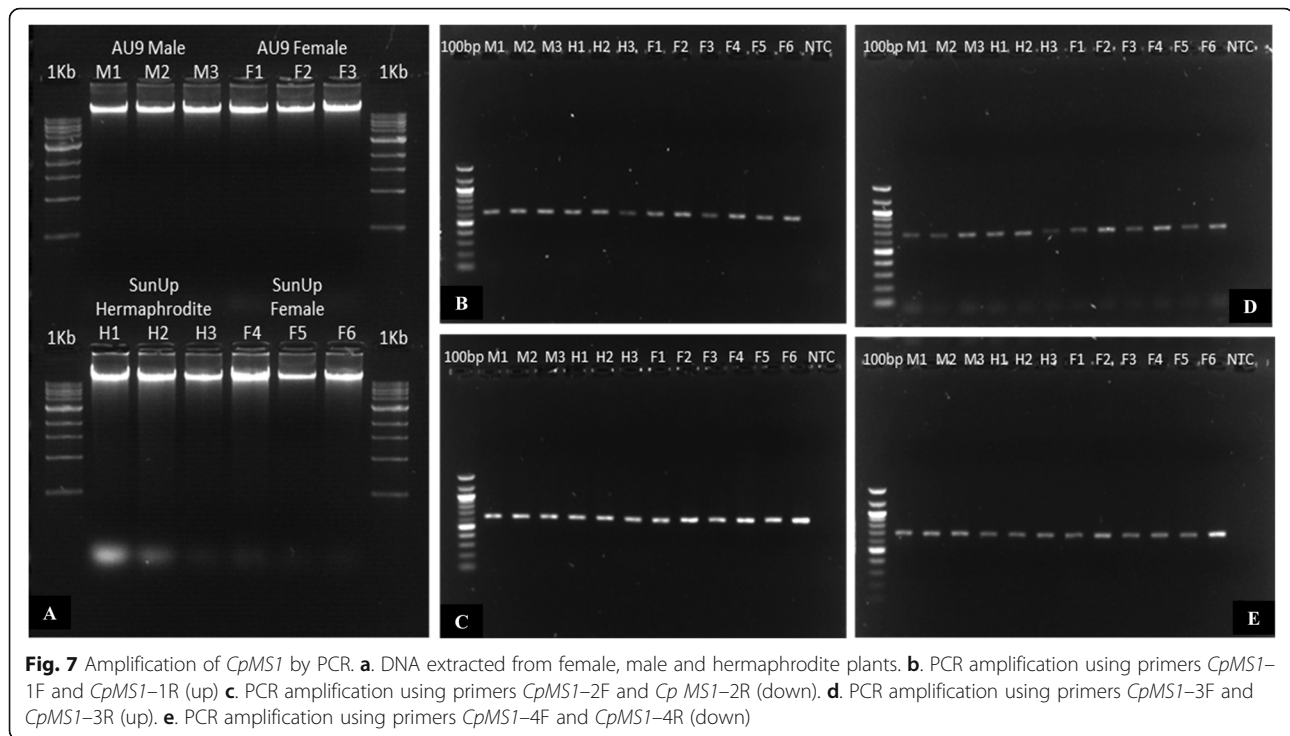 AU9 Male AU9 Female
1Kb M1 M2 M3 F1 F2 F3 1Kb
SunUp Hermaphrodite SunUp Female
1Kb H1 H2 H3 F4 F5 F6 1Kb
A
100bp M1 M2 M3 H1 H2 H3 F1 F2 F3 F4 F5 F6 NTC
B
100bp M1 M2 M3 H1 H2 H3 F1 F2 F3 F4 F5 F6 NTC
C
100bp M1 M2 M3 H1 H2 H3 F1 F2 F3 F4 F5 F6 NTC
D
100bp M1 M2 M3 H1 H2 H3 F1 F2 F3 F4 F5 F6 NTC
E
Fig. 7 Amplification of CpMS1 by PCR. a. DNA extracted from female, male and hermaphrodite plants. b. PCR amplification using primers CpMS1–
1F and CpMS1–1R (up) c. PCR amplification using primers CpMS1–2F and Cp MS1–2R (down). d. PCR amplification using primers CpMS1–3F and
CpMS1–3R (up). e. PCR amplification using primers CpMS1–4F and CpMS1–4R (down)